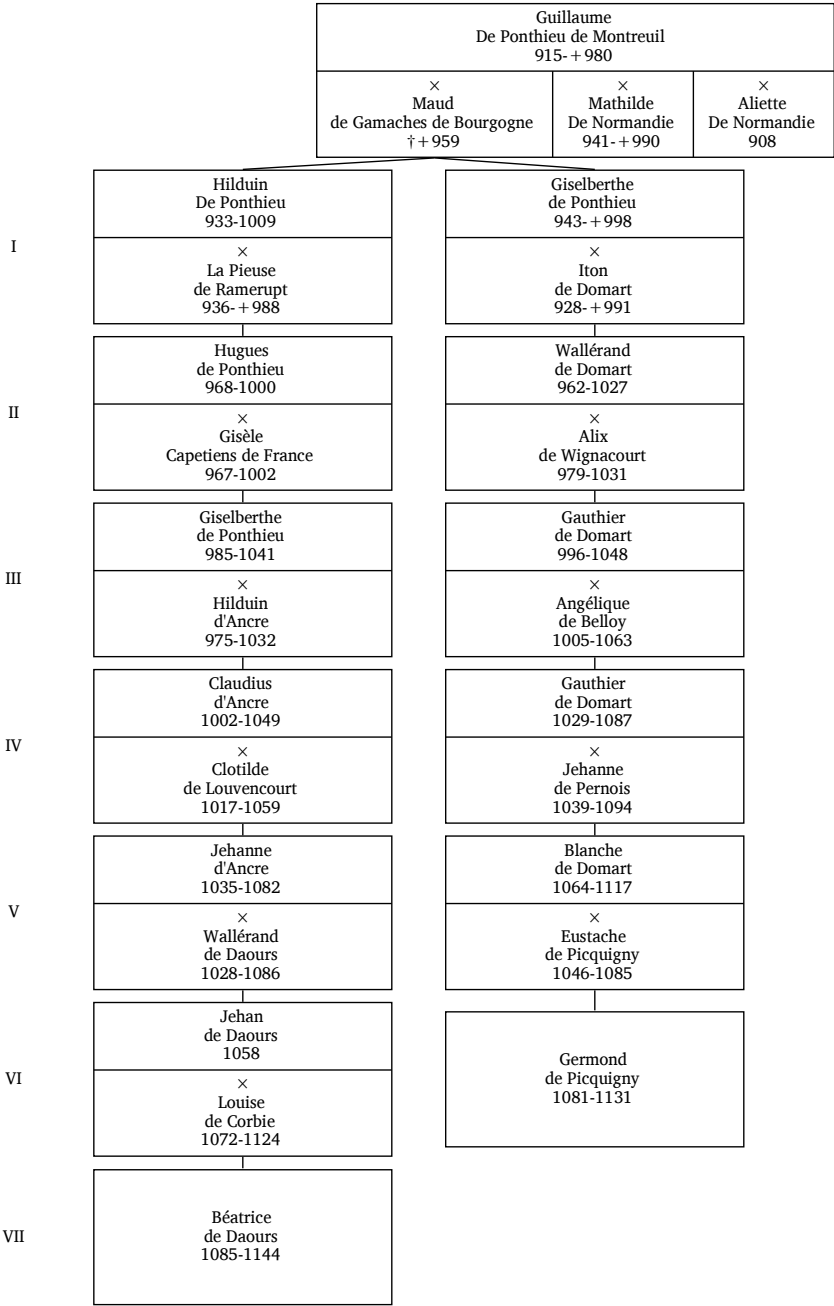 Guillaume
De Ponthieu de Montreuil
915-+980
×
Maud
de Gamaches de Bourgogne
†+959
×
Mathilde
De Normandie
941-+990
×
Aliette
De Normandie
908
I
Hilduin
De Ponthieu
933-1009
×
La Pieuse
de Ramerupt
936-+988
Giselberthe
de Ponthieu
943-+998
×
Iton
de Domart
928-+991
II
Hugues
de Ponthieu
968-1000
×
Gisèle
Capetiens de France
967-1002
Wallérand
de Domart
962-1027
×
Alix
de Wignacourt
979-1031
III
Giselberthe
de Ponthieu
985-1041
×
Hilduin
d'Ancre
975-1032
Gauthier
de Domart
996-1048
×
Angélique
de Belloy
1005-1063
IV
Claudius
d'Ancre
1002-1049
×
Clotilde
de Louvencourt
1017-1059
Gauthier
de Domart
1029-1087
×
Jehanne
de Pernois
1039-1094
V
Jehanne
d'Ancre
1035-1082
×
Wallérand
de Daours
1028-1086
Blanche
de Domart
1064-1117
×
Eustache
de Picquigny
1046-1085
VI
Jehan
de Daours
1058
×
Louise
de Corbie
1072-1124
Germond
de Picquigny
1081-1131
VII
Béatrice
de Daours
1085-1144